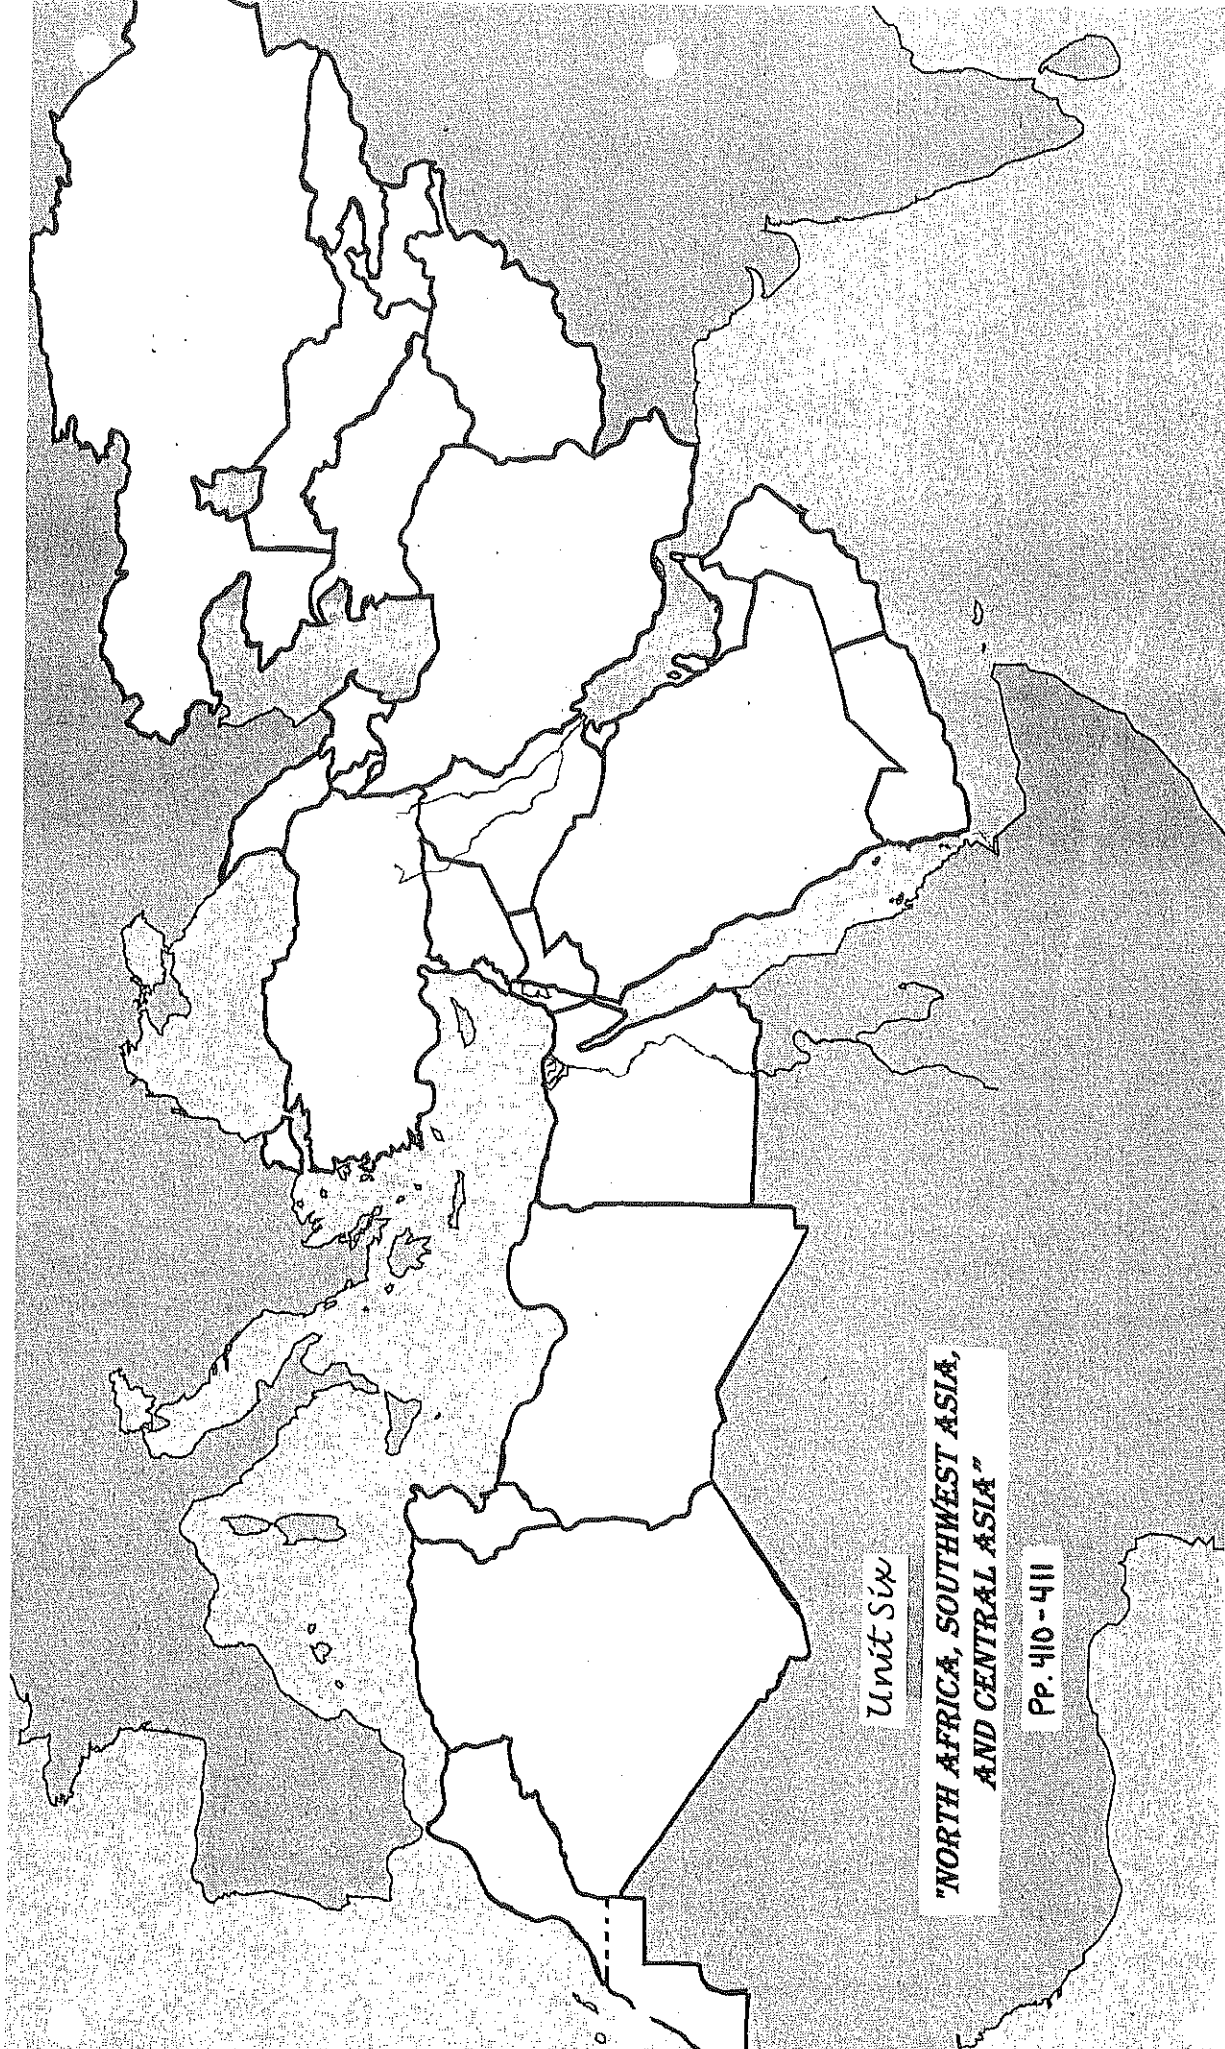 Unit Six
"NORTH AFRICA, SOUTHWEST ASIA,
AND CENTRAL ASIA"
Pp. 410-411